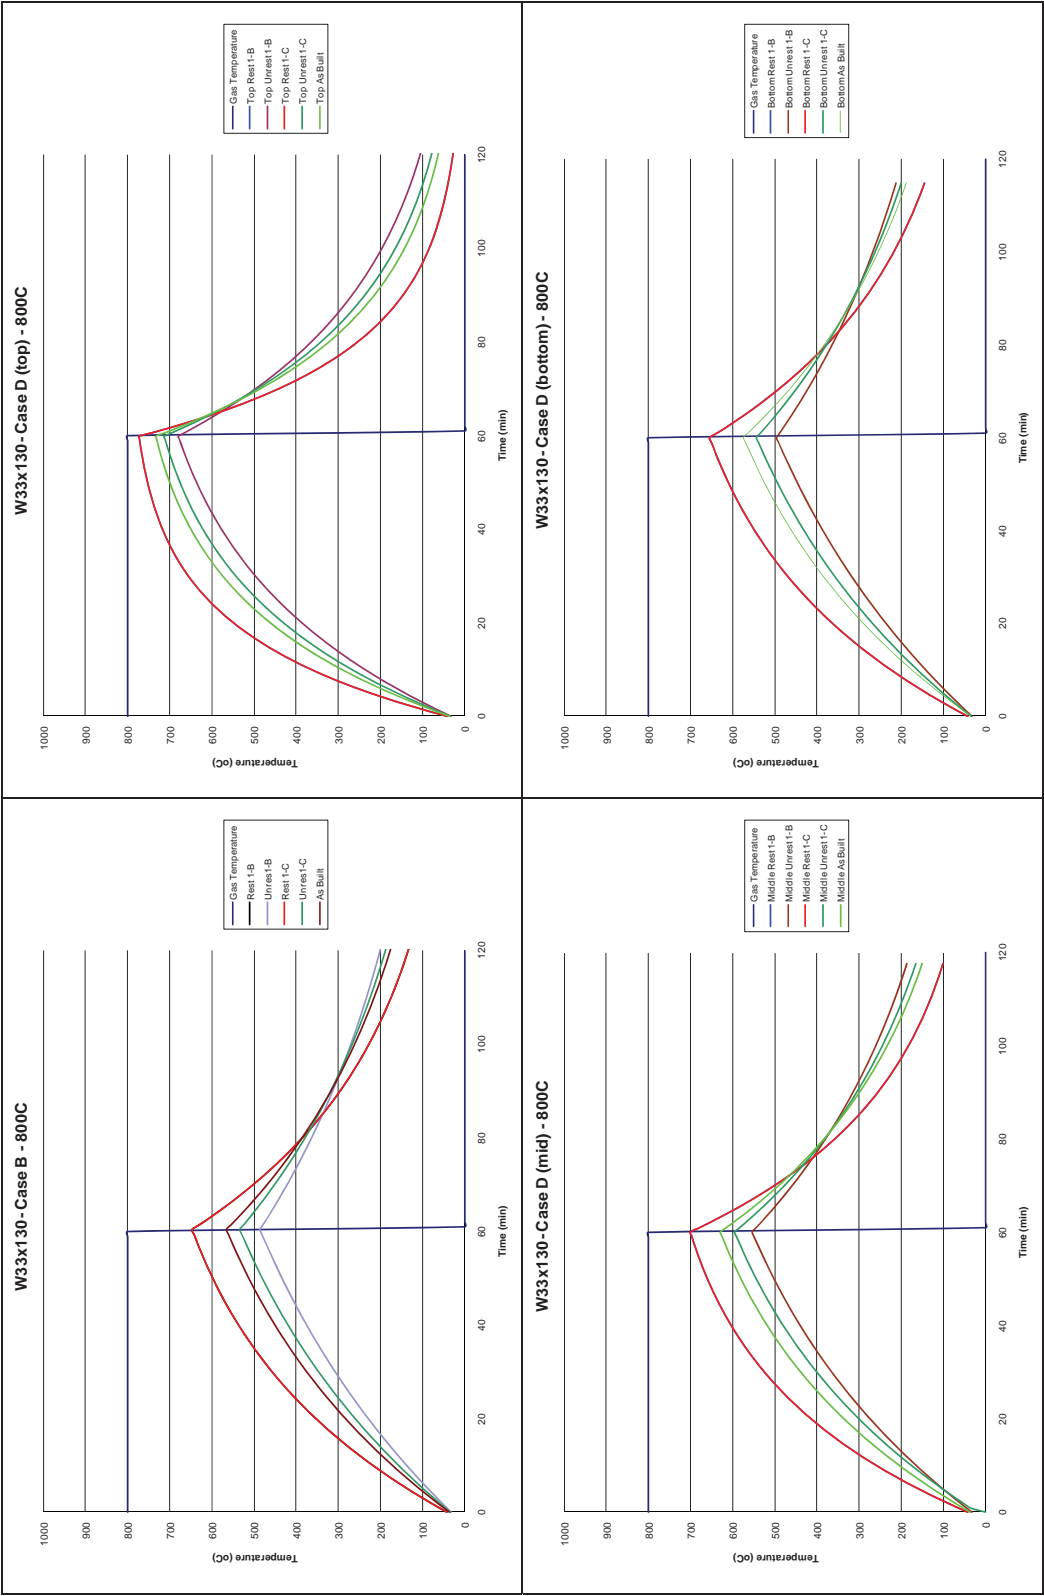 W33x130 - Case B - 800C
1000
900
800
700
600
500
400
300
200
100
0
Temperature (oC)
0
20
40
60
80
100
120
Time (min)
Gas Temperature
Rest 1-B
Unres1-B
Rest 1-C
Unres1-C
As Built
W33x130 - Case D (top) - 800C
1000
900
800
700
600
500
400
300
200
100
0
Temperature (oC)
0
20
40
60
80
100
120
Time (min)
Gas Temperature
Top Rest 1-B
Top Unrest 1-B
Top Rest 1-C
Top Unrest 1-C
Top As Built
W33x130 - Case D (mid) - 800C
1000
900
800
700
600
500
400
300
200
100
0
Temperature (oC)
0
20
40
60
80
100
120
Time (min)
Gas Temperature
Middle Rest 1-B
Middle Unrest 1-B
Middle Rest 1-C
Middle Unrest 1-C
Middle As Built
W33x130 - Case D (bottom) - 800C
1000
900
800
700
600
500
400
300
200
100
0
Temperature (oC)
0
20
40
60
80
100
120
Time (min)
Gas Temperature
Bottom Rest 1-B
Bottom Unrest 1-B
Bottom Rest 1-C
Bottom Unrest 1-C
Bottom As Built